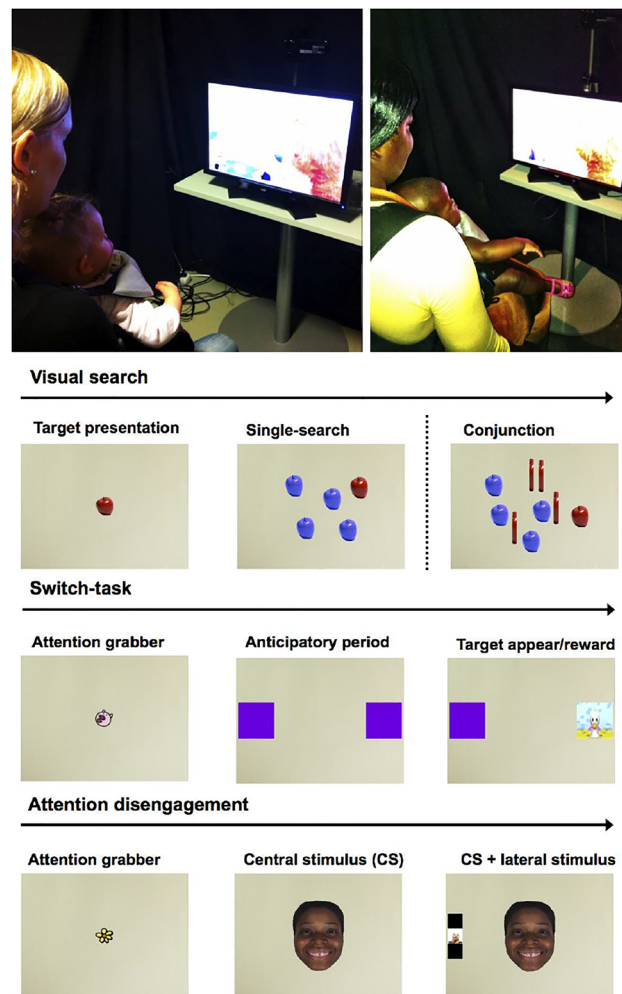 Visual search
Target presentation
Single-search
Conjunction
Switch-task
Attention grabber
Anticipatory period
Target appear/reward
Attention disengagement
Attention grabber
Central stimulus (CS)
CS + lateral stimulus